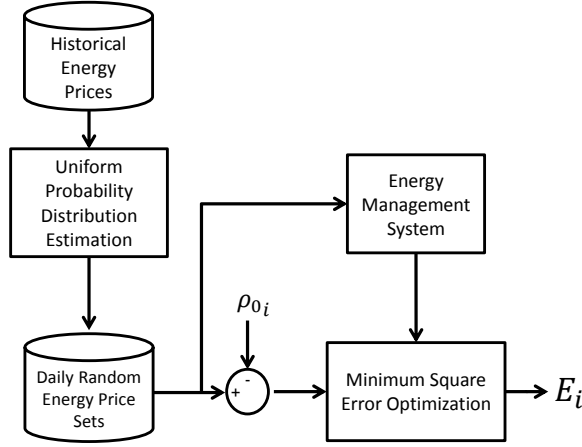 Historical
Energy
Prices
Uniform
Probability
Distribution
Estimation
Energy
Management
System
ρ₀ᵢ
Daily Random
Energy Price
Sets
+
-
Minimum Square
Error Optimization
Eᵢ